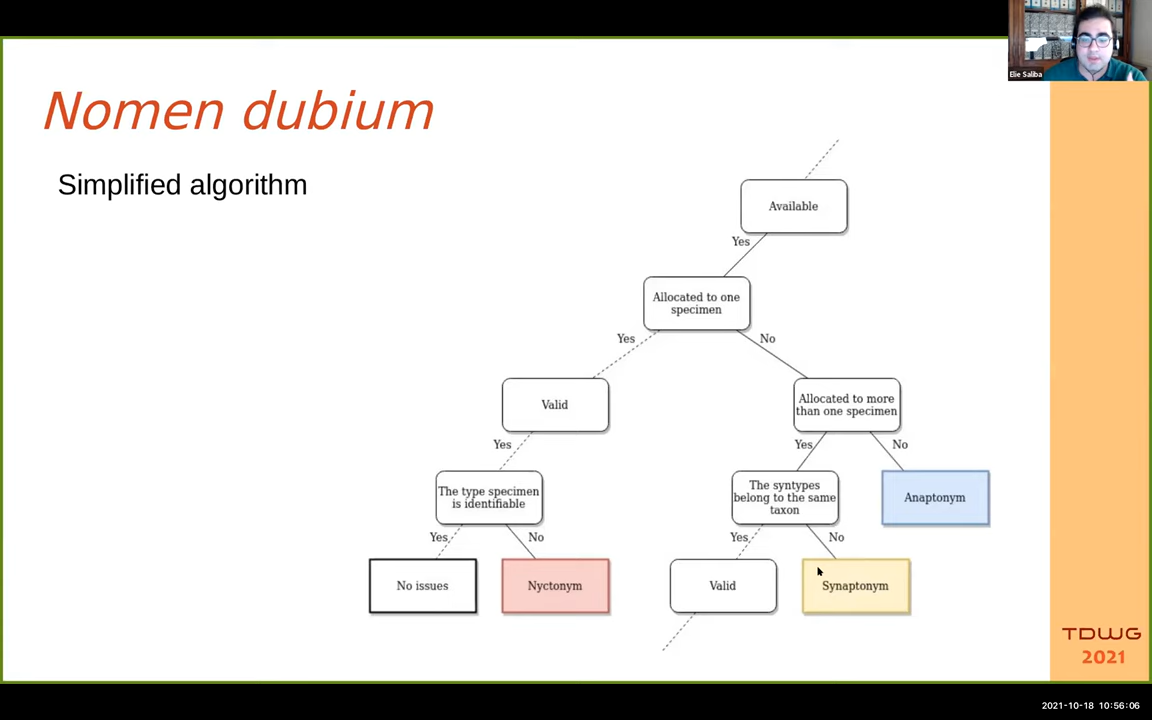 Elie Saliba
Nomen dubium
Simplified algorithm
Available
Yes
Allocated to one
specimen
Yes
No
Valid
Allocated to more
than one specimen
Yes
Yes
No
The type specimen
is identifiable
The syntypes
belong to the same
taxon
Anaptonym
Yes
No
Yes
No
No issues
Nyctonym
Valid
Synaptonym
TDWG
2021
2021-10-18 10:56:06